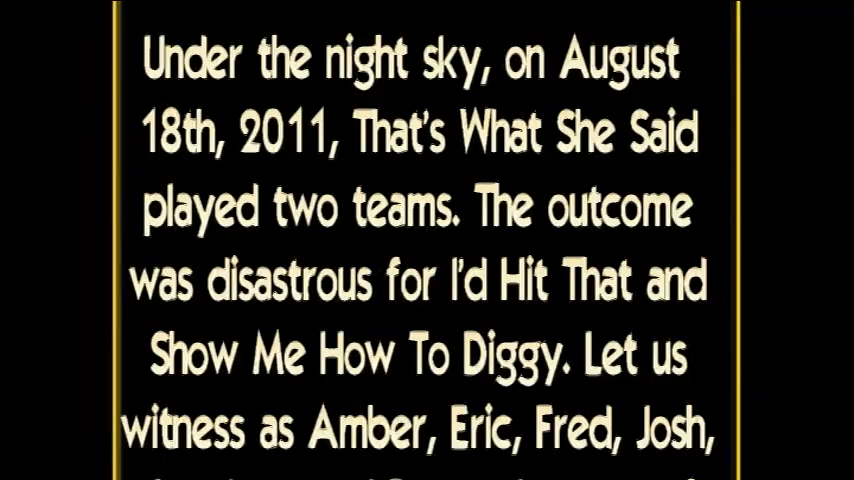 Under the night sky, on August
18th, 2011, That's What She Said
played two teams. The outcome
was disastrous for I'd Hit That and
Show Me How To Diggy. Let us
witness as Amber, Eric, Fred, Josh,